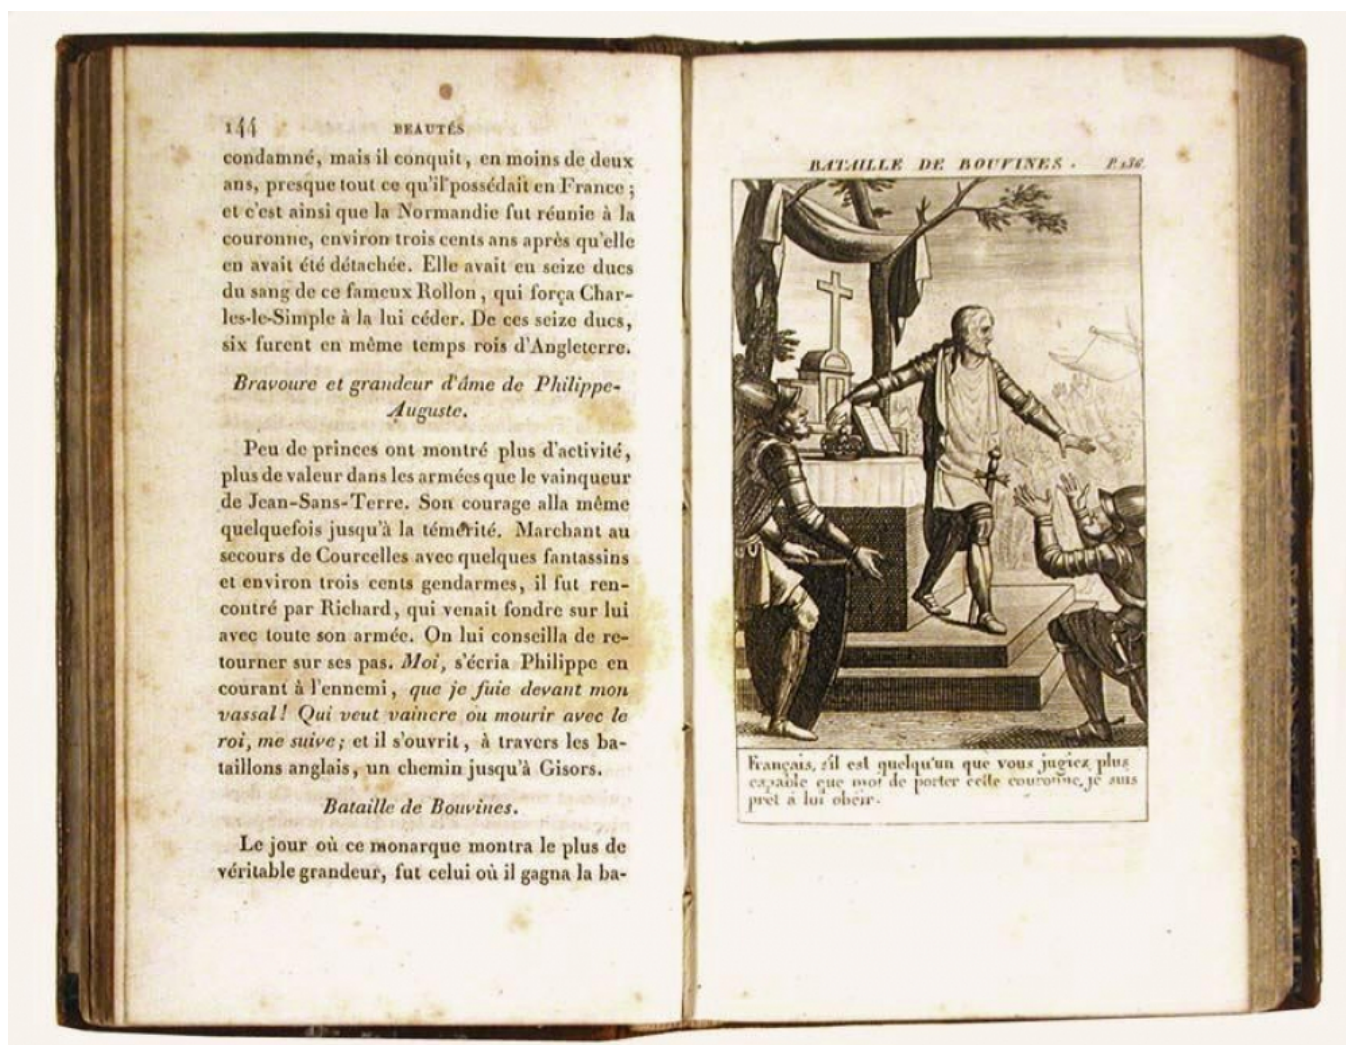 144
BEAUTÉS
condamné, mais il conquit, en moins de deux
ans, presque tout ce qu'il possédait en France ;
et c'est ainsi que la Normandie fut réunie à la
couronne, environ trois cents ans après qu'elle
en avait été détachée. Elle avait eu seize ducs
du sang de ce fameux Rollon, qui força Char-
les-le-Simple à la lui céder. De ces seize ducs,
six furent en même temps rois d'Angleterre.
Bravoure et grandeur d'âme de Philippe-
Auguste.
Peu de princes ont montré plus d'activité,
plus de valeur dans les armées que le vainqueur
de Jean-Sans-Terre. Son courage alla même
quelquefois jusqu'à la témérité. Marchant au
secours de Courcelles avec quelques fantassins
et environ trois cents gendarmes, il fut ren-
contré par Richard, qui venait fondre sur lui
avec toute son armée. On lui conseilla de re-
tourner sur ses pas. Moi, s'écria Philippe en
courant à l'ennemi, que je fuie devant mon
vassal! Qui veut vaincre ou mourir avec le
roi, me suive; et il s'ouvrit, à travers les ba-
taillons anglais, un chemin jusqu'à Gisors.
Bataille de Bouvines.
Le jour où ce monarque montra le plus de
véritable grandeur, fut celui où il gagna la ba-
BATAILLE DE BOUVINES. P. 136.
Français, s'il est quelqu'un que vous jugiez plus
capable que moi de porter cette couronne, je suis
prêt à lui obéir.